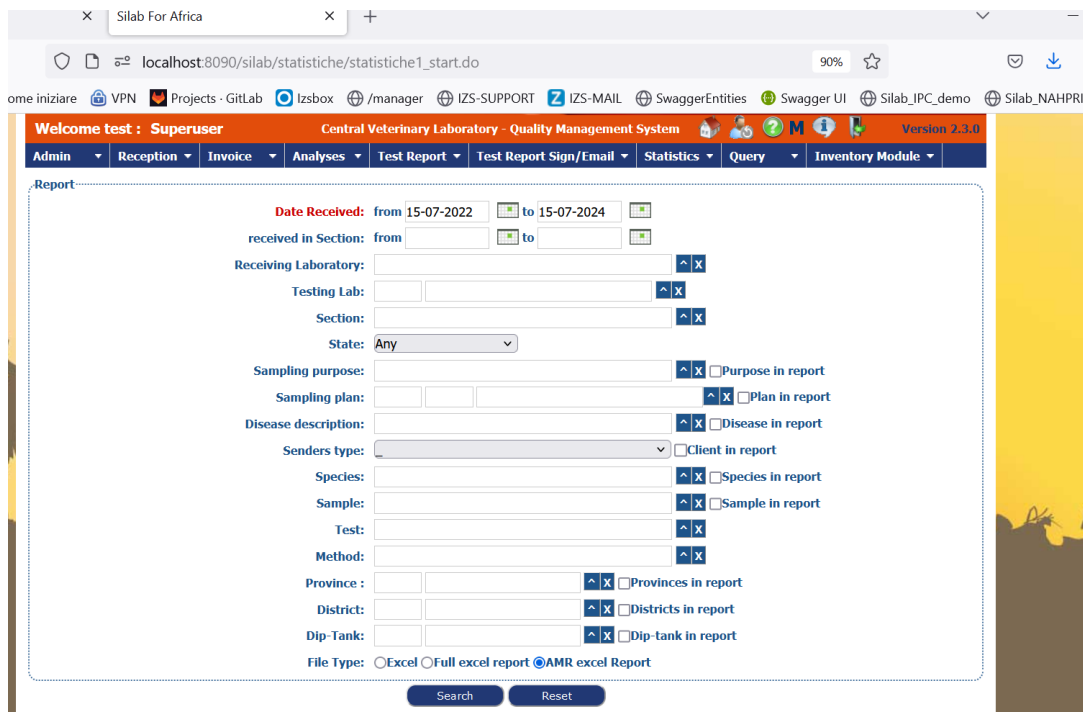 Silab For Africa
localhost:8090/silab/statistiche/statistiche1_start.do 90%
ome iniziare VPN Projects · GitLab Izsbox /manager IZS-SUPPORT IZS-MAIL SwaggerEntities Swagger UI Silab_IPC_demo Silab_NAHPRI
Welcome test : Superuser Central Veterinary Laboratory - Quality Management System M Version 2.3.0
Admin Reception Invoice Analyses Test Report Test Report Sign/Email Statistics Query Inventory Module
Report
Date Received: from 15-07-2022 to 15-07-2024
received in Section: from to
Receiving Laboratory: ^ X
Testing Lab: ^ X
Section: ^ X
State: Any
Sampling purpose: ^ X Purpose in report
Sampling plan: ^ X Plan in report
Disease description: ^ X Disease in report
Senders type: _ Client in report
Species: ^ X Species in report
Sample: ^ X Sample in report
Test: ^ X
Method: ^ X
Province : ^ X Provinces in report
District: ^ X Districts in report
Dip-Tank: ^ X Dip-tank in report
File Type: Excel Full excel report AMR excel Report
Search Reset